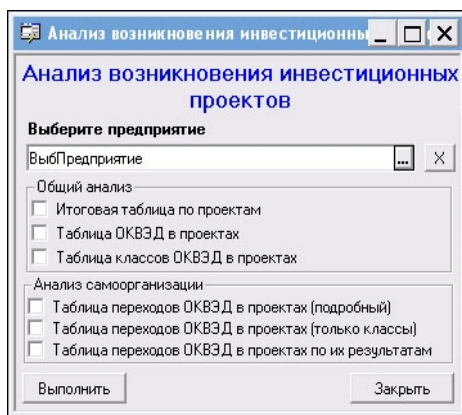 Анализ возникновения инвестиционны
Анализ возникновения инвестиционных
проектов
Выберите предприятие
ВыбПредприятие
... X
Общий анализ
Итоговая таблица по проектам
Таблица ОКВЭД в проектах
Таблица классов ОКВЭД в проектах
Анализ самоорганизации
Таблица переходов ОКВЭД в проектах (подробный)
Таблица переходов ОКВЭД в проектах (только классы)
Таблица переходов ОКВЭД в проектах по их результатам
Выполнить Закрыть